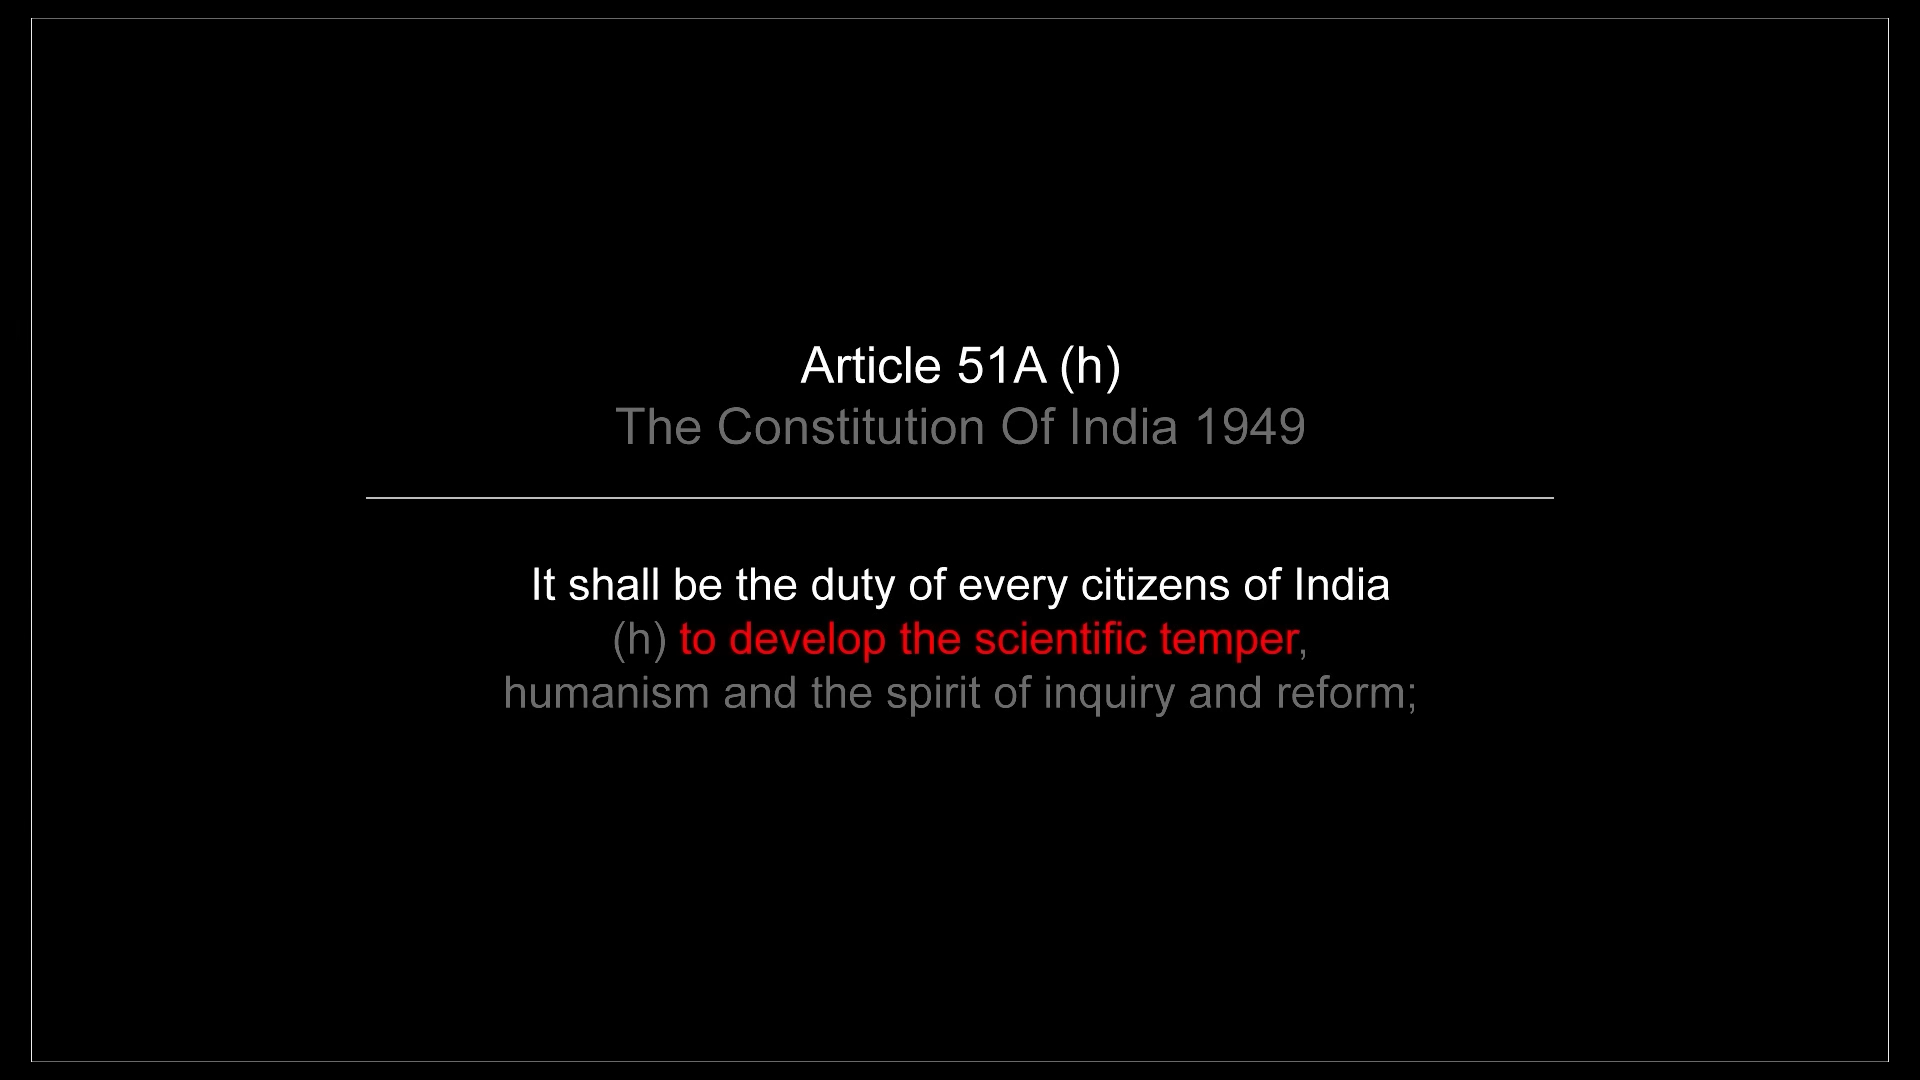 Article 51A (h)
The Constitution Of India 1949
It shall be the duty of every citizens of India
(h) to develop the scientific temper,
humanism and the spirit of inquiry and reform;